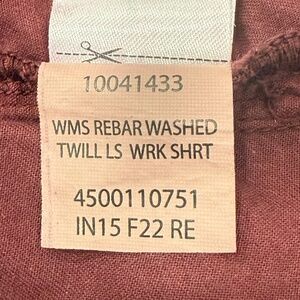 10041433
WMS REBAR WASHED
TWILL LS WRK SHRT
4500110751
IN15 F22 RE